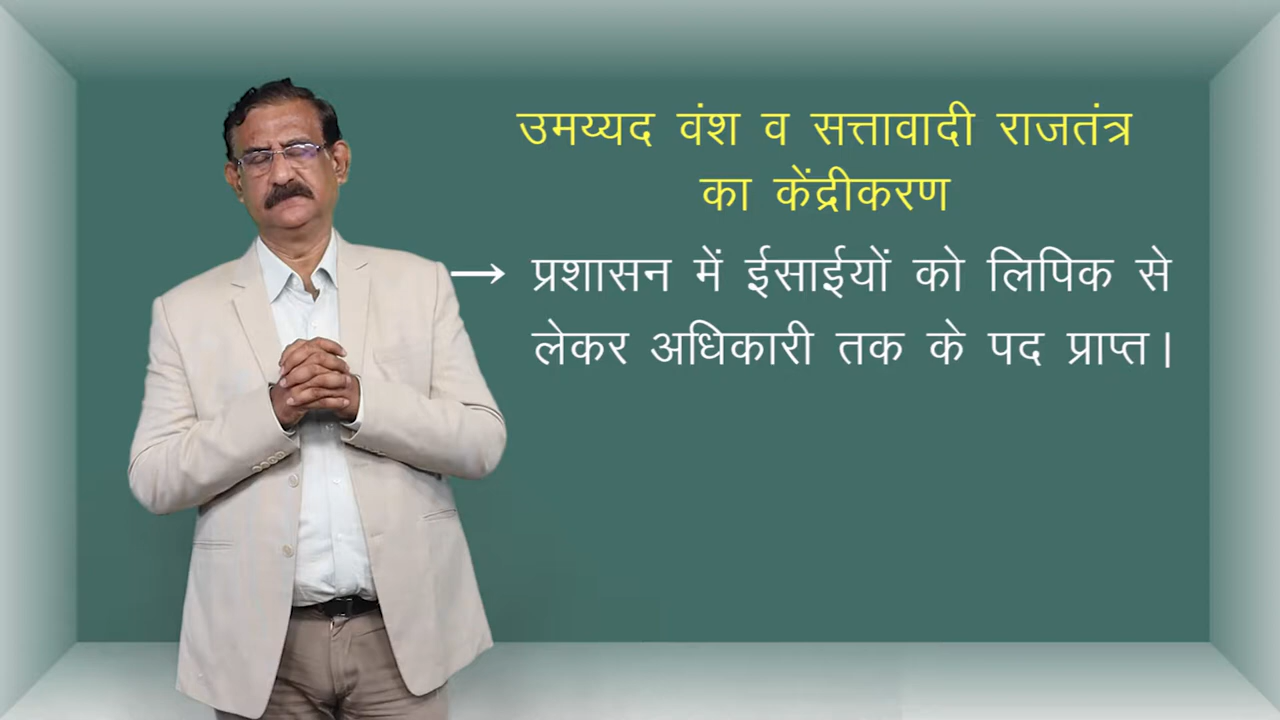 उमय्यद वंश व सत्तावादी राजतंत्र
का केंद्रीकरण
→ प्रशासन में ईसाईयों को लिपिक से
लेकर अधिकारी तक के पद प्राप्त।